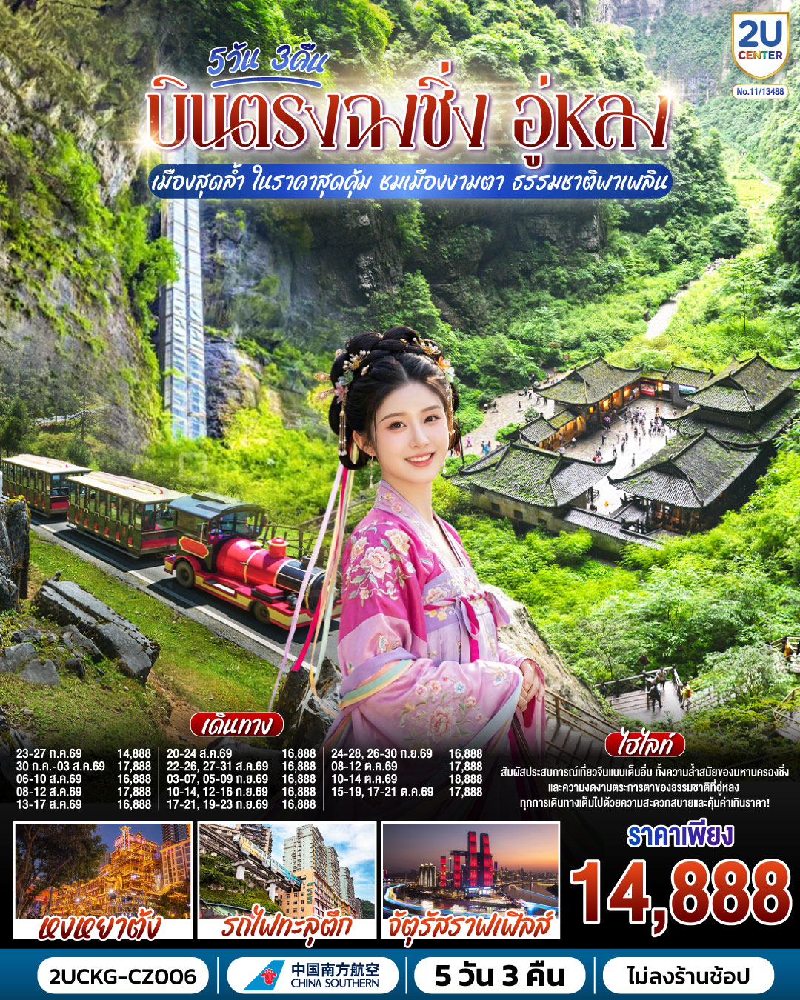 2U
CENTER
No.11/13488
5วัน 3คืน
บินตรงฉงชิ่ง อู่หลง
เมืองสุดล้ำ ในราคาสุดคุ้ม ชมเมืองงามตา ธรรมชาติพาเพลิน
เดินทาง
23-27 ก.ค.69 14,888
30 ก.ค.-03 ส.ค.69 17,888
06-10 ส.ค.69 16,888
08-12 ส.ค.69 17,888
13-17 ส.ค.69 16,888
20-24 ส.ค.69 16,888
22-26, 27-31 ส.ค.69 16,888
03-07, 05-09 ก.ย.69 16,888
10-14, 12-16 ก.ย.69 16,888
17-21, 19-23 ก.ย.69 16,888
24-28, 26-30 ก.ย.69 16,888
08-12 ต.ค.69 17,888
10-14 ต.ค.69 18,888
15-19, 17-21 ต.ค.69 17,888
ไฮไลท์
สัมผัสประสบการณ์เที่ยวจีนแบบเต็มอิ่ม ทั้งความล้ำสมัยของมหานครฉงชิ่ง
และความงดงามตระการตาของธรรมชาติที่อู่หลง
ทุกการเดินทางเต็มไปด้วยความสะดวกสบายและคุ้มค่าเกินราคา!
หงหยาต้ง
รถไฟทะลุตึก
จัตุรัสราฟเฟิลส์
ราคาเพียง
14,888
2UCKG-CZ006
中国南方航空
CHINA SOUTHERN
5 วัน 3 คืน
ไม่ลงร้านช้อป